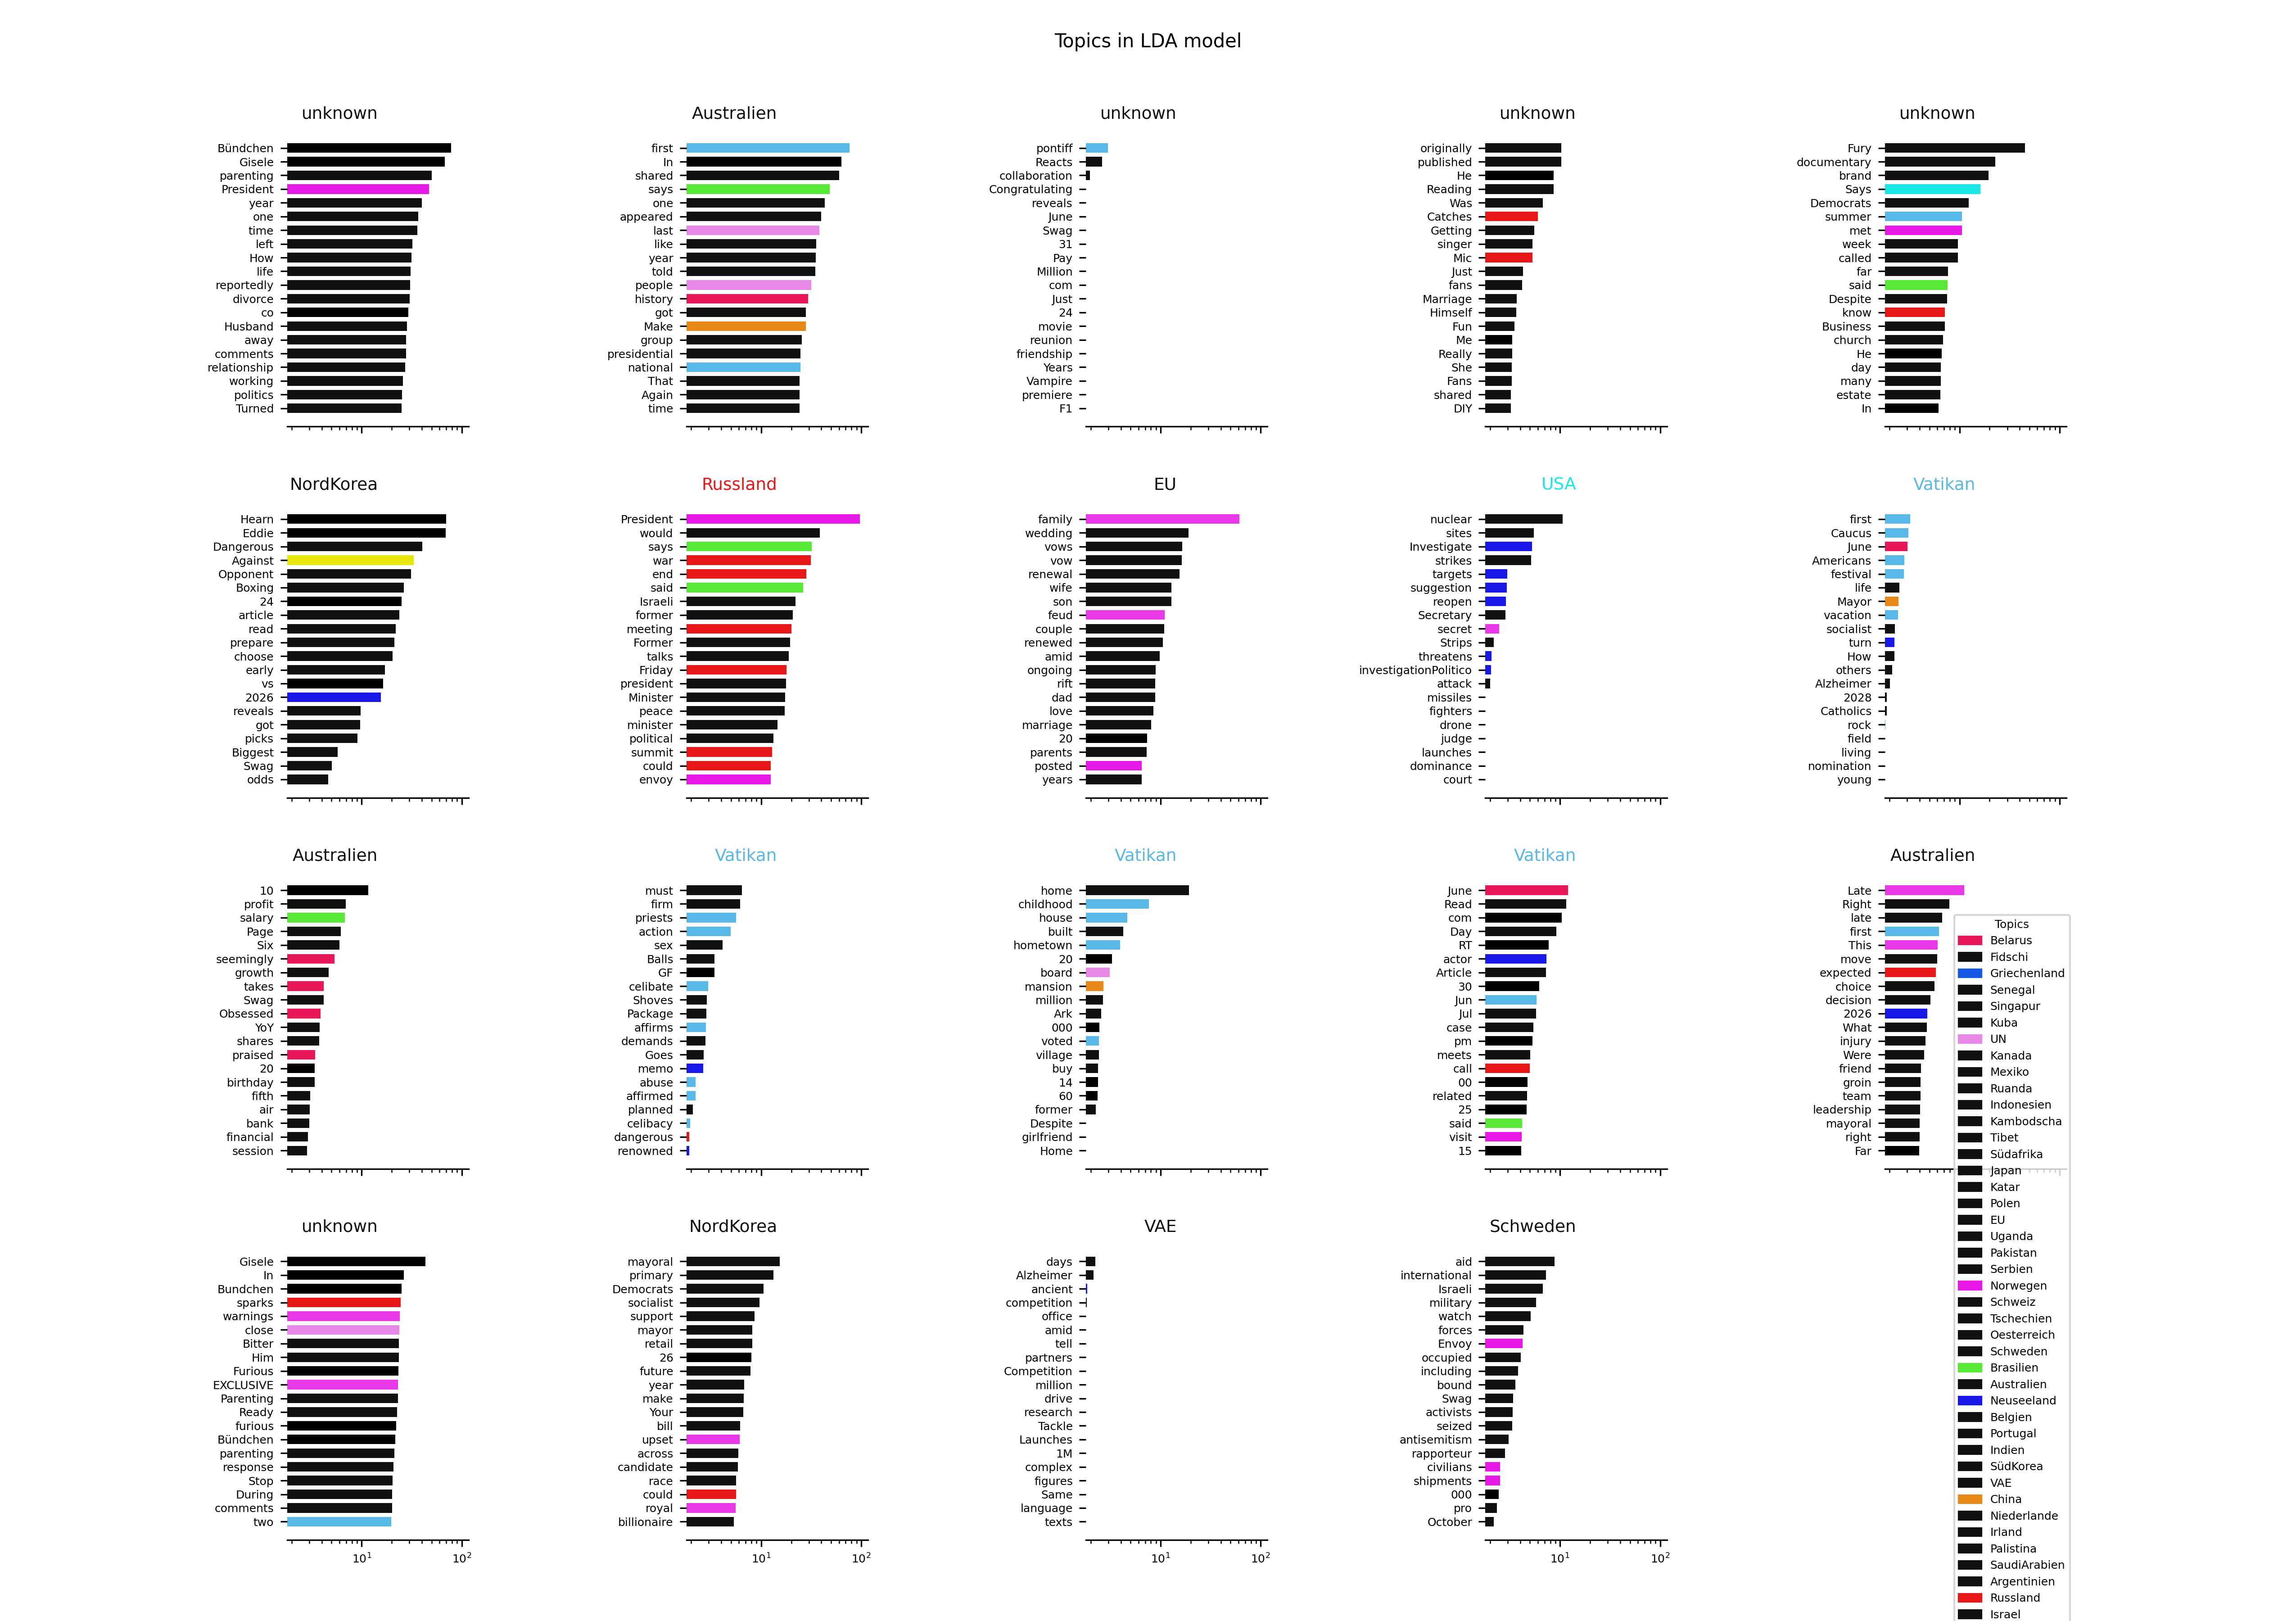 Topics in LDA model
unknown
Bündchen
Gisele
parenting
President
year
one
time
left
How
life
reportedly
divorce
co
Husband
away
comments
relationship
working
politics
Turned
Australien
first
In
shared
says
one
appeared
last
like
year
told
people
history
got
Make
group
presidential
national
That
Again
time
unknown
pontiff
Reacts
collaboration
Congratulating
reveals
June
Swag
31
Pay
Million
com
Just
24
movie
reunion
friendship
Years
Vampire
premiere
F1
unknown
originally
published
He
Reading
Was
Catches
Getting
singer
Mic
Just
fans
Marriage
Himself
Fun
Me
Really
She
Fans
shared
DIY
unknown
Fury
documentary
brand
Says
Democrats
summer
met
week
called
far
said
Despite
know
Business
church
He
day
many
estate
In
NordKorea
Hearn
Eddie
Dangerous
Against
Opponent
Boxing
24
article
read
prepare
choose
early
vs
2026
reveals
got
picks
Biggest
Swag
odds
Russland
President
would
says
war
end
said
Israeli
former
meeting
Former
talks
Friday
president
Minister
peace
minister
political
summit
could
envoy
EU
family
wedding
vows
vow
renewal
wife
son
feud
couple
renewed
amid
ongoing
rift
dad
love
marriage
20
parents
posted
years
USA
nuclear
sites
Investigate
strikes
targets
suggestion
reopen
Secretary
secret
Strips
threatens
investigationPolitico
attack
missiles
fighters
drone
judge
launches
dominance
court
Vatikan
first
Caucus
June
Americans
festival
life
Mayor
vacation
socialist
turn
How
others
Alzheimer
2028
Catholics
rock
field
living
nomination
young
Australien
10
profit
salary
Page
Six
seemingly
growth
takes
Swag
Obsessed
YoY
shares
praised
20
birthday
fifth
air
bank
financial
session
Vatikan
must
firm
priests
action
sex
Balls
GF
celibate
Shoves
Package
affirms
demands
Goes
memo
abuse
affirmed
planned
celibacy
dangerous
renowned
Vatikan
home
childhood
house
built
hometown
20
board
mansion
million
Ark
000
voted
village
buy
14
60
former
Despite
girlfriend
Home
Vatikan
June
Read
com
Day
RT
actor
Article
30
Jun
Jul
case
pm
meets
call
00
related
25
said
visit
15
Australien
Late
Right
late
first
This
move
expected
choice
decision
2026
What
injury
Were
friend
groin
team
leadership
mayoral
right
Far
unknown
Gisele
In
Bundchen
sparks
warnings
close
Bitter
Him
Furious
EXCLUSIVE
Parenting
Ready
furious
Bündchen
parenting
response
Stop
During
comments
two
10¹ 10²
NordKorea
mayoral
primary
Democrats
socialist
support
mayor
retail
26
future
year
make
Your
bill
upset
across
candidate
race
could
royal
billionaire
10¹ 10²
VAE
days
Alzheimer
ancient
competition
office
amid
tell
partners
Competition
million
drive
research
Tackle
Launches
1M
complex
figures
Same
language
texts
10¹ 10²
Schweden
aid
international
Israeli
military
watch
forces
Envoy
occupied
including
bound
Swag
activists
seized
antisemitism
rapporteur
civilians
shipments
000
pro
October
10¹ 10²
Topics
Belarus
Fidschi
Griechenland
Senegal
Singapur
Kuba
UN
Kanada
Mexiko
Ruanda
Indonesien
Kambodscha
Tibet
Südafrika
Japan
Katar
Polen
EU
Uganda
Pakistan
Serbien
Norwegen
Schweiz
Tschechien
Oesterreich
Schweden
Brasilien
Australien
Neuseeland
Belgien
Portugal
Indien
SüdKorea
VAE
China
Niederlande
Irland
Palistina
SaudiArabien
Argentinien
Russland
Israel